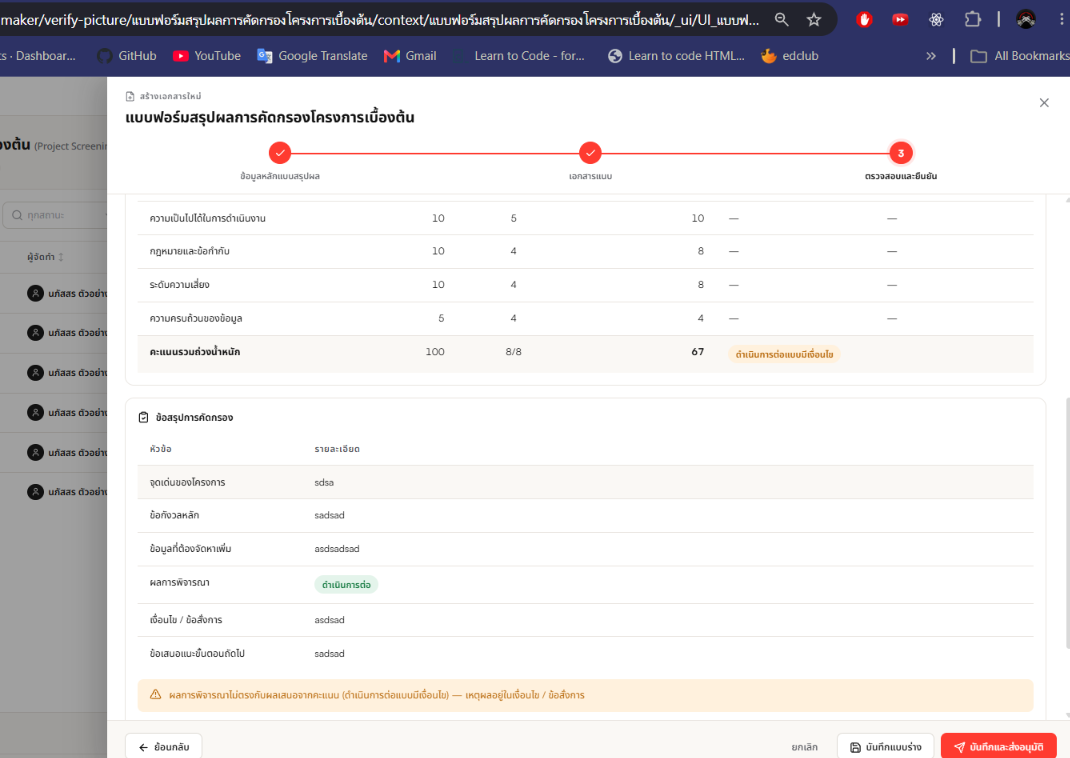 maker/verify-picture/แบบฟอร์มสรุปผลการคัดกรองโครงการเบื้องต้น/context/แบบฟอร์มสรุปผลการคัดกรองโครงการเบื้องต้น/_ui/UI_แบบฟ...
ts · Dashboar... GitHub YouTube Google Translate Gmail Learn to Code - for... Learn to code HTML... edclub » All Bookmarks
สร้างเอกสารใหม่
แบบฟอร์มสรุปผลการคัดกรองโครงการเบื้องต้น
3
ข้อมูลหลักแบบสรุปผล เอกสารแนบ ตรวจสอบและยืนยัน
องต้น (Project Screenin
ทุกสถานะ
ผู้จัดทำ
นภัสสร ตัวอย่าง
นภัสสร ตัวอย่าง
นภัสสร ตัวอย่าง
นภัสสร ตัวอย่าง
นภัสสร ตัวอย่าง
นภัสสร ตัวอย่าง
ความเป็นไปได้ในการดำเนินงาน 10 5 10 — —
กฎหมายและข้อกำกับ 10 4 8 — —
ระดับความเสี่ยง 10 4 8 — —
ความครบถ้วนของข้อมูล 5 4 4 — —
คะแนนรวมถ่วงน้ำหนัก 100 8/8 67 ดำเนินการต่อแบบมีเงื่อนไข
ข้อสรุปการคัดกรอง
หัวข้อ รายละเอียด
จุดเด่นของโครงการ sdsa
ข้อกังวลหลัก sadsad
ข้อมูลที่ต้องจัดหาเพิ่ม asdsadsad
ผลการพิจารณา ดำเนินการต่อ
เงื่อนไข / ข้อสั่งการ asdsad
ข้อเสนอแนะขั้นตอนถัดไป sadsad
ผลการพิจารณาไม่ตรงกับผลเสนอจากคะแนน (ดำเนินการต่อแบบมีเงื่อนไข) — เหตุผลอยู่ในเงื่อนไข / ข้อสั่งการ
ย้อนกลับ ยกเลิก บันทึกแบบร่าง บันทึกและส่งอนุมัติ